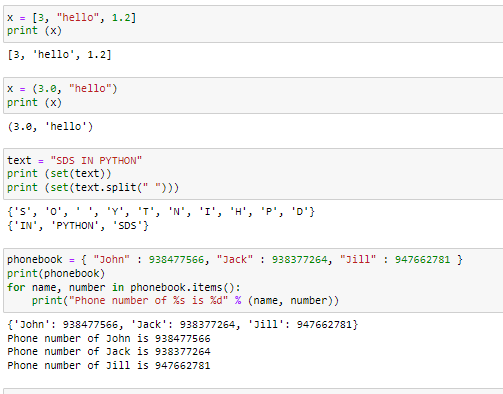 x = [3, "hello", 1.2]
print (x)
[3, 'hello', 1.2]
x = (3.0, "hello")
print (x)
(3.0, 'hello')
text = "SDS IN PYTHON"
print (set(text))
print (set(text.split(" ")))
{'S', 'O', ' ', 'Y', 'T', 'N', 'I', 'H', 'P', 'D'}
{'IN', 'PYTHON', 'SDS'}
phonebook = { "John" : 938477566, "Jack" : 938377264, "Jill" : 947662781 }
print(phonebook)
for name, number in phonebook.items():
    print("Phone number of %s is %d" % (name, number))
{'John': 938477566, 'Jack': 938377264, 'Jill': 947662781}
Phone number of John is 938477566
Phone number of Jack is 938377264
Phone number of Jill is 947662781